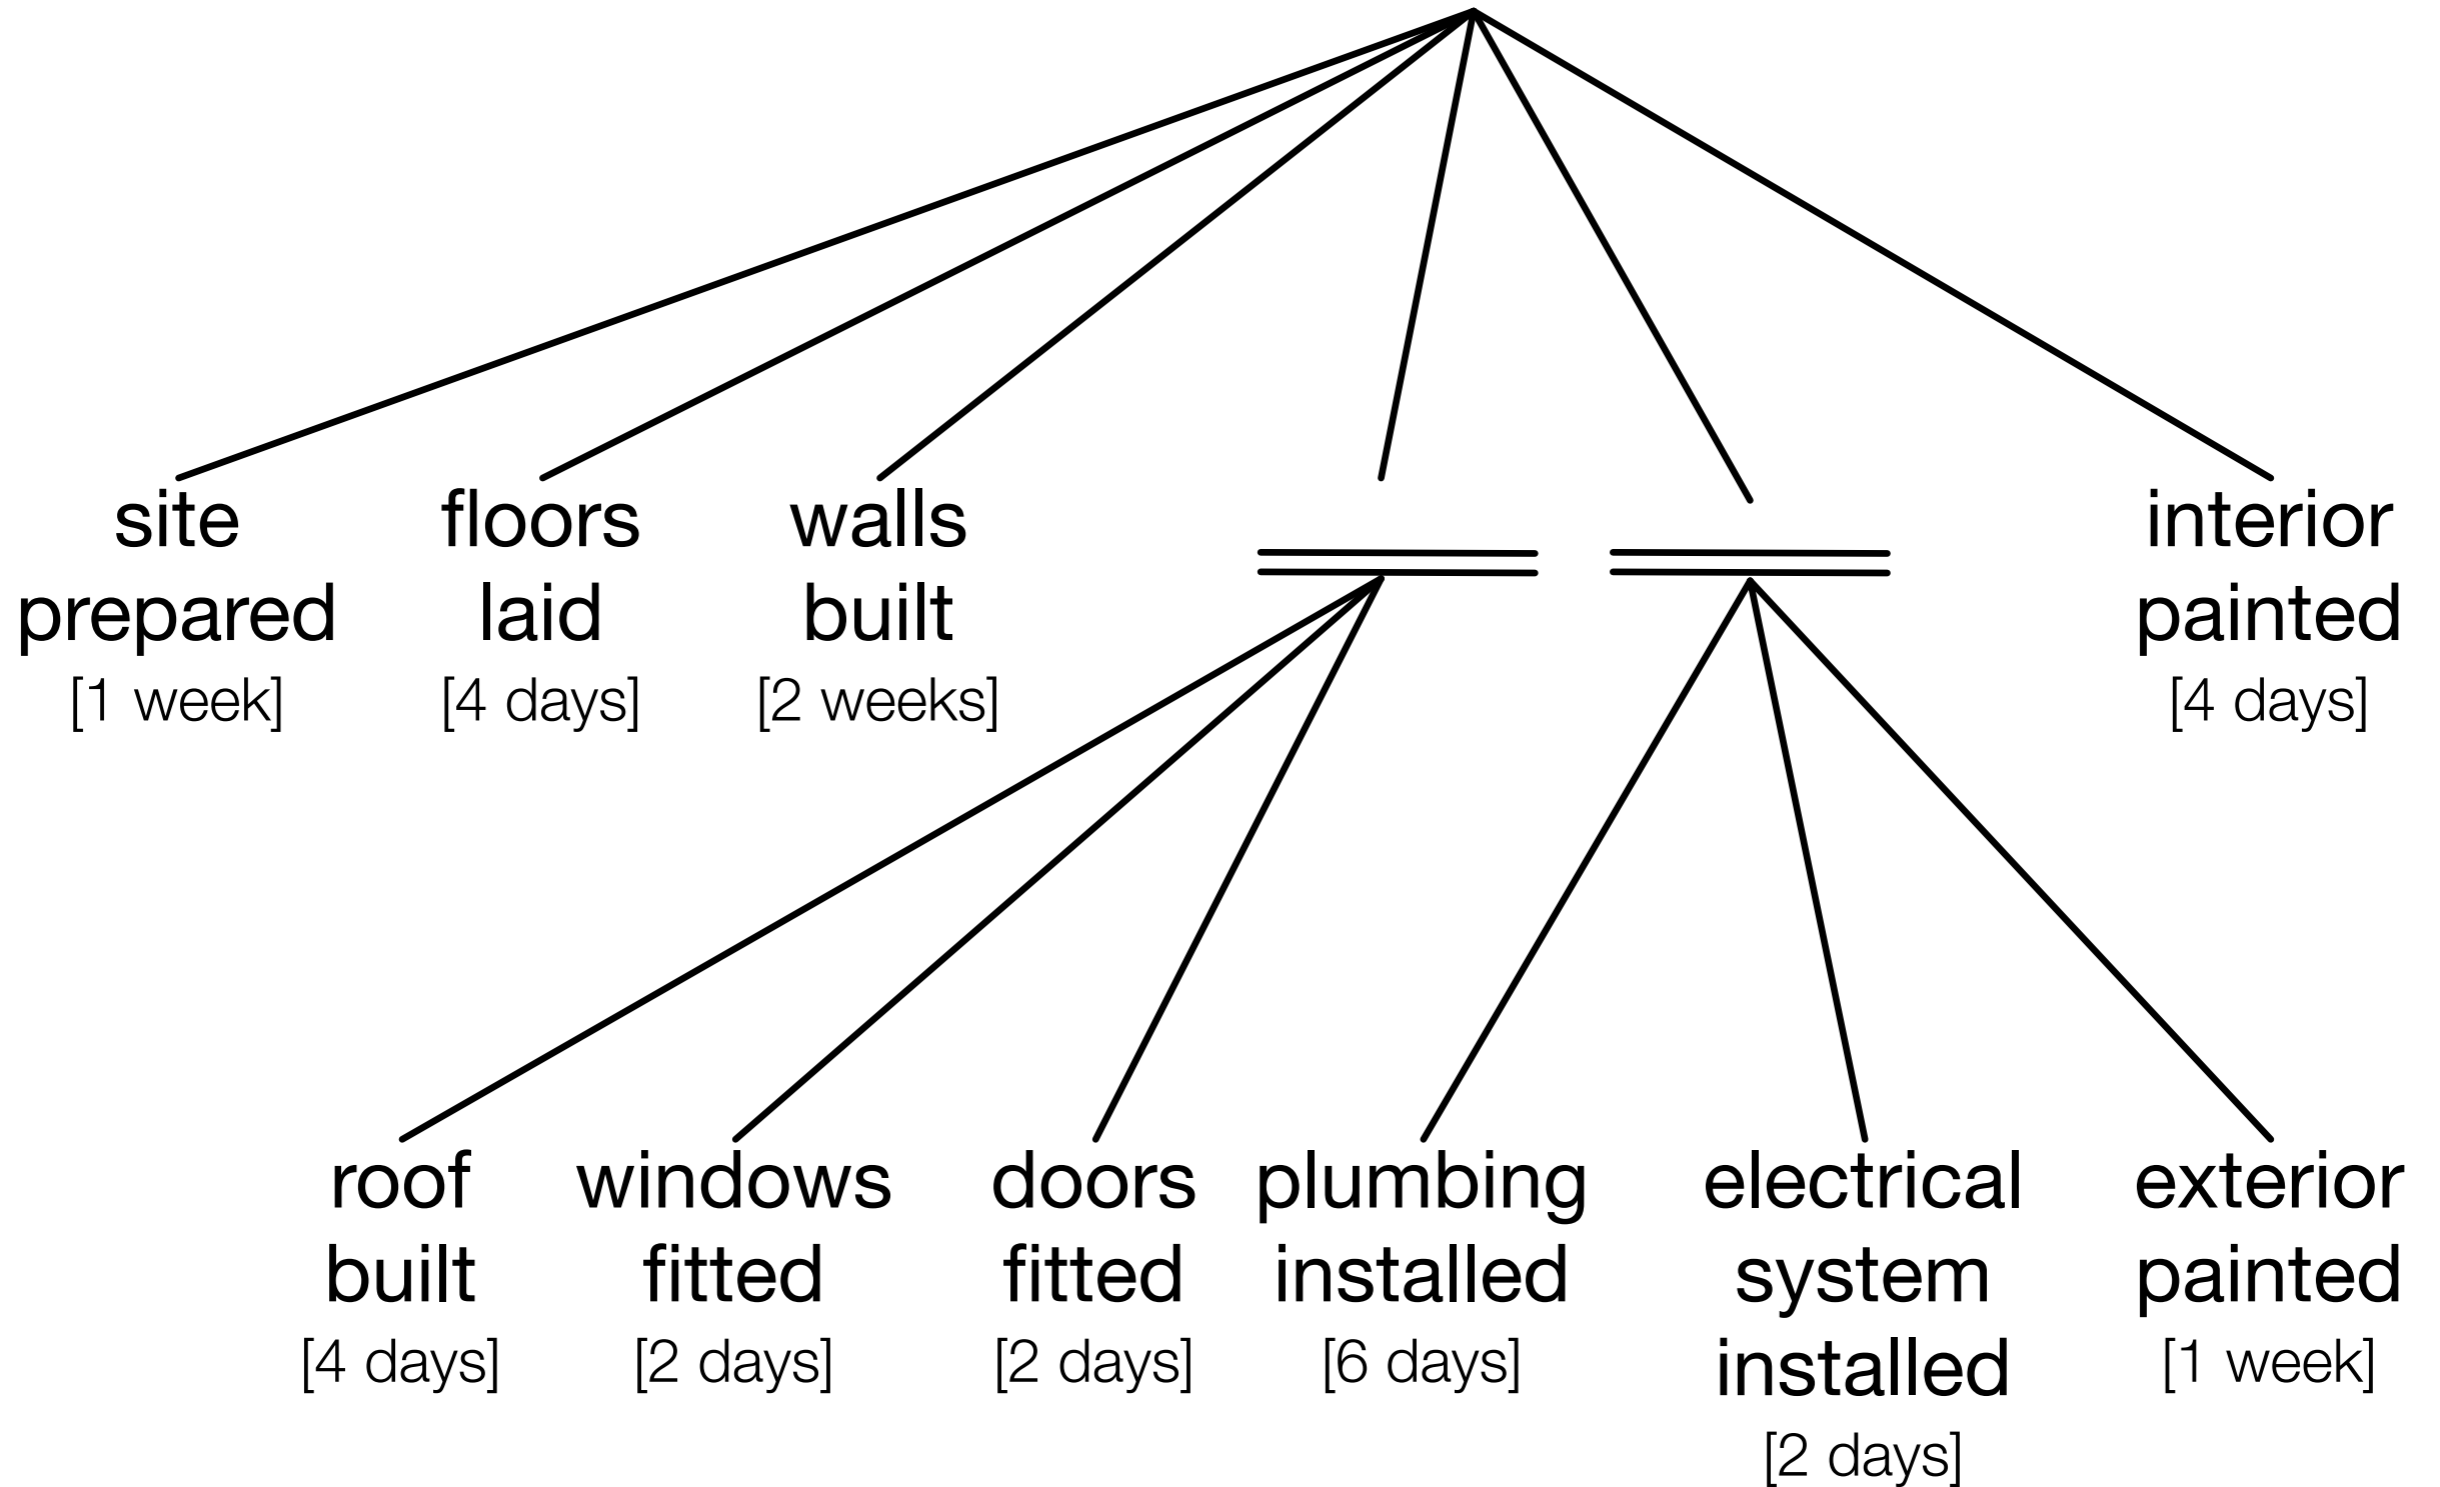 site
prepared
[1 week]
floors
laid
[4 days]
walls
built
[2 weeks]
interior
painted
[4 days]
roof
built
[4 days]
windows
fitted
[2 days]
doors
fitted
[2 days]
plumbing
installed
[6 days]
electrical
system
installed
[2 days]
exterior
painted
[1 week]